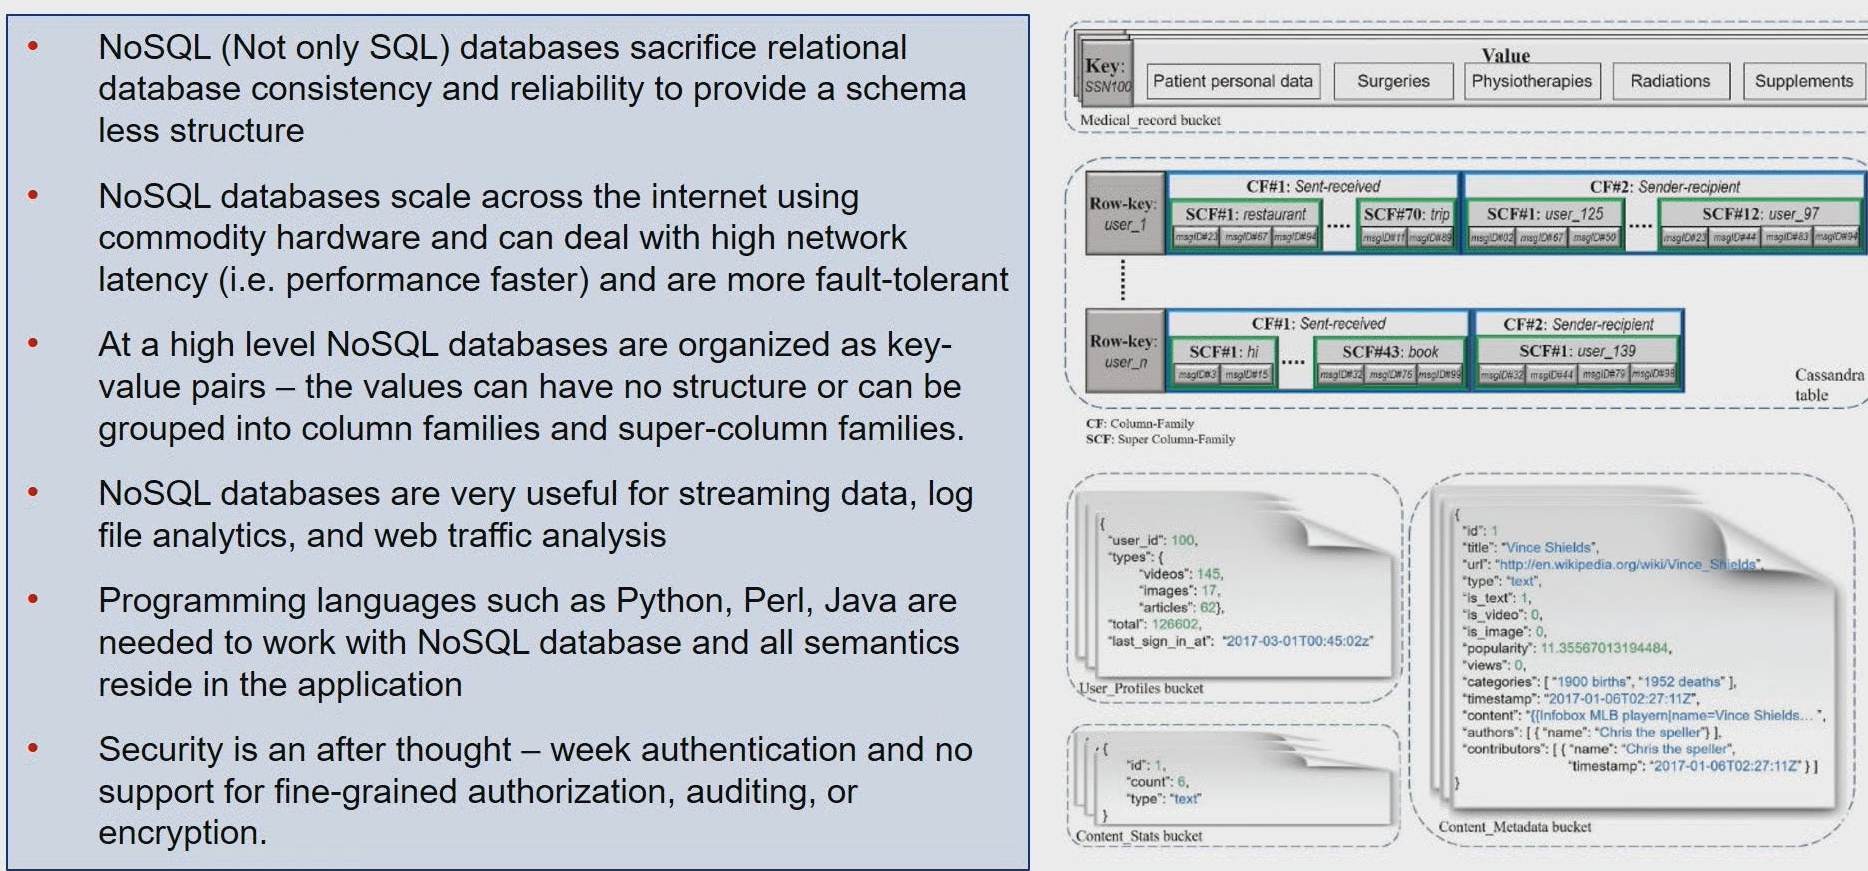 • NoSQL (Not only SQL) databases sacrifice relational
database consistency and reliability to provide a schema
less structure
• NoSQL databases scale across the internet using
commodity hardware and can deal with high network
latency (i.e. performance faster) and are more fault-tolerant
• At a high level NoSQL databases are organized as key-
value pairs – the values can have no structure or can be
grouped into column families and super-column families.
• NoSQL databases are very useful for streaming data, log
file analytics, and web traffic analysis
• Programming languages such as Python, Perl, Java are
needed to work with NoSQL database and all semantics
reside in the application
• Security is an after thought – week authentication and no
support for fine-grained authorization, auditing, or
encryption.
Value
Key:
SSN100
Patient personal data Surgeries Physiotherapies Radiations Supplements
Medical_record bucket
Row-key:
user_1
CF#1: Sent-received CF#2: Sender-recipient
SCF#1: restaurant .... SCF#70: trip SCF#1: user_125 .... SCF#12: user_97
msgID#23 msgID#67 msgID#94 msgID#11 msgID#89 msgID#02 msgID#67 msgID#50 msgID#23 msgID#44 msgID#83 msgID#94
Row-key:
user_n
CF#1: Sent-received CF#2: Sender-recipient
SCF#1: hi .... SCF#43: book SCF#1: user_139
msgID#3 msgID#15 msgID#32 msgID#76 msgID#99 msgID#32 msgID#44 msgID#79 msgID#98
Cassandra
table
CF: Column-Family
SCF: Super Column-Family
{
"user_id": 100,
"types": {
"videos": 145,
"images": 17,
"articles": 62},
"total": 126602,
"last_sign_in_at": "2017-03-01T00:45:02z"
User_Profiles bucket
{
"id": 1,
"count": 6,
"type": "text"
}
Content_Stats bucket
{
"id": 1
"title": "Vince Shields",
"url": "http://en.wikipedia.org/wiki/Vince_Shields",
"type": "text",
"is_text": 1,
"is_video": 0,
"is_image": 0,
"popularity": 11.35567013194484,
"views": 0,
"categories": [ "1900 births", "1952 deaths" ],
"timestamp": "2017-01-06T02:27:11Z",
"content": "{{Infobox MLB playern|name=Vince Shields... ",
"authors": [ { "name": "Chris the speller"} ],
"contributors": [ { "name": "Chris the speller",
"timestamp": "2017-01-06T02:27:11Z" } ]
}
Content_Metadata bucket